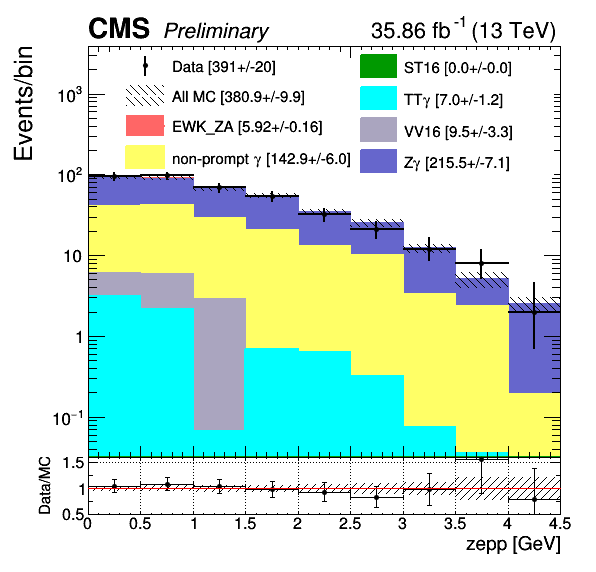 CMS Preliminary 35.86 fb⁻¹ (13 TeV)
Events/bin
Data [391+/-20]
All MC [380.9+/-9.9]
EWK_ZA [5.92+/-0.16]
non-prompt γ [142.9+/-6.0]
ST16 [0.0+/-0.0]
TTγ [7.0+/-1.2]
VV16 [9.5+/-3.3]
Zγ [215.5+/-7.1]
10³
10²
10
1
10⁻¹
Data/MC
1.5
1
0.5
0 0.5 1 1.5 2 2.5 3 3.5 4 4.5
zepp [GeV]